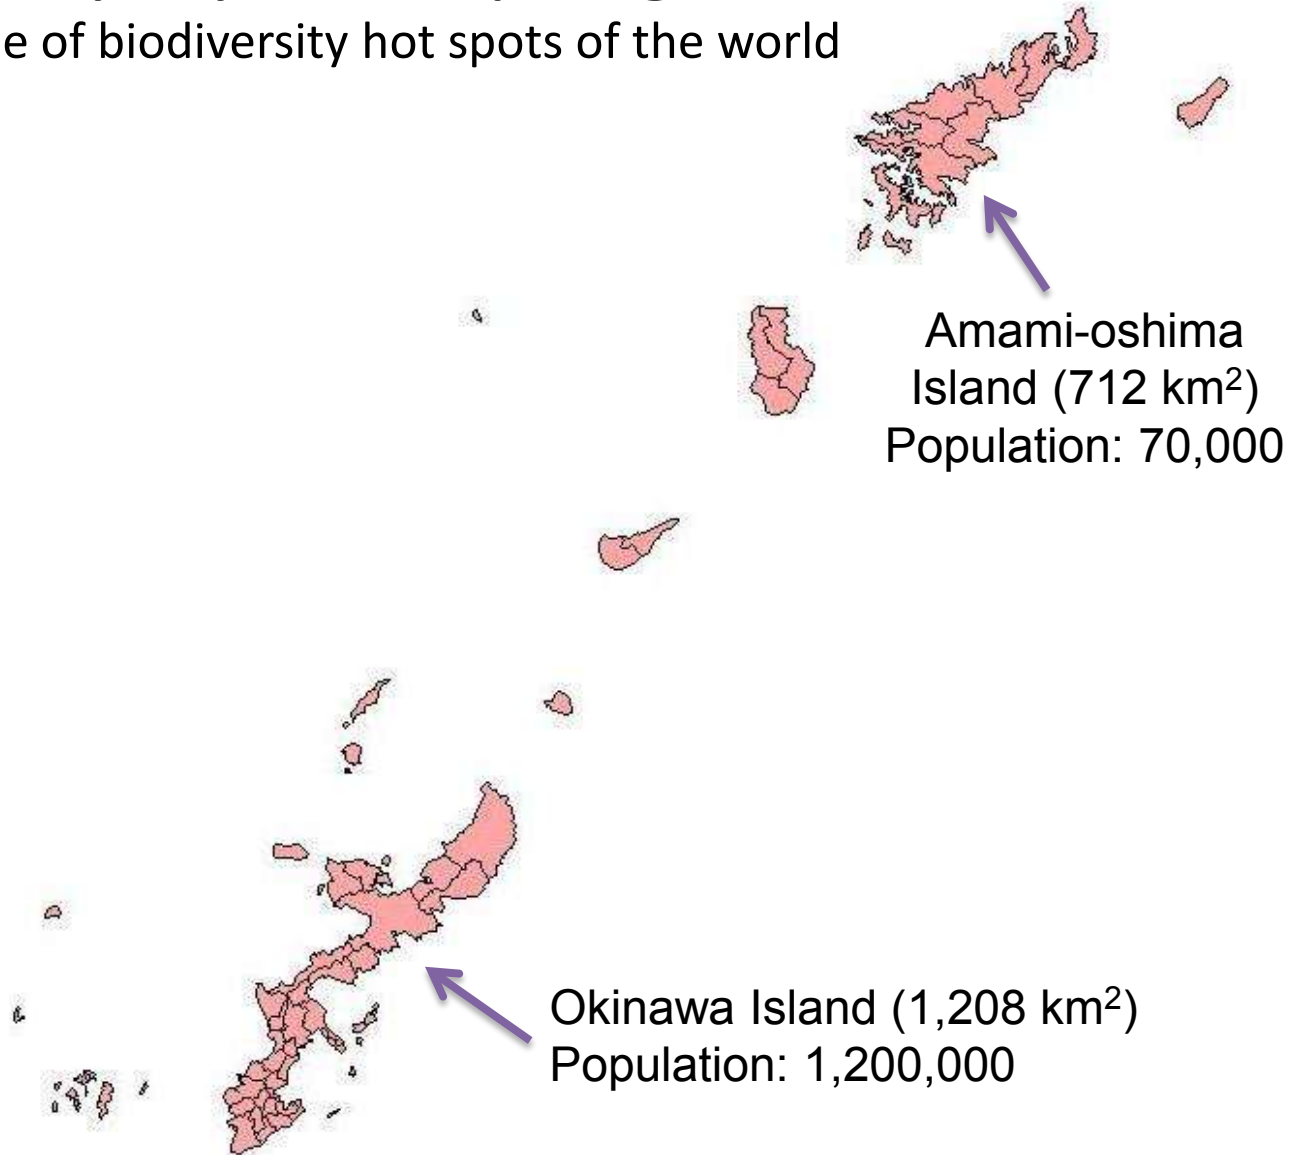 e of biodiversity hot spots of the world
Amami-oshima
Island (712 km²)
Population: 70,000
Okinawa Island (1,208 km²)
Population: 1,200,000